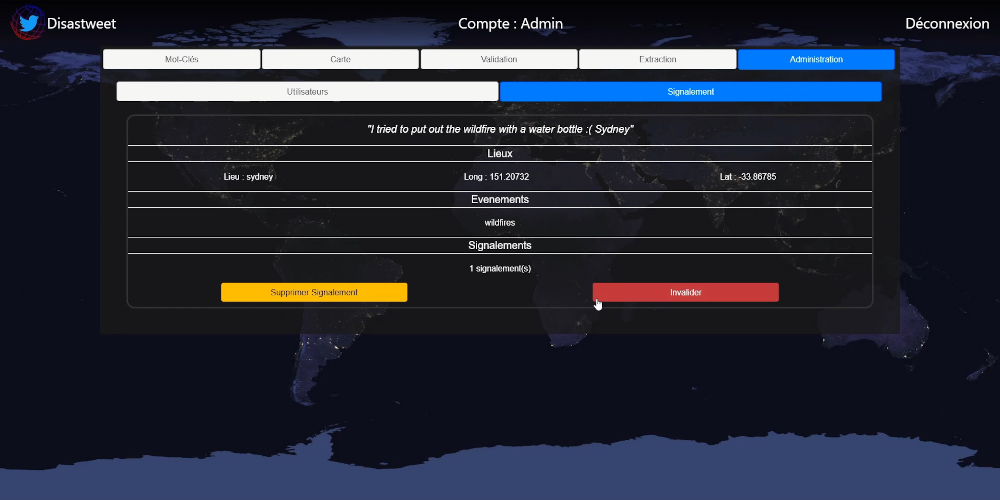 Disastweet
Compte : Admin
Déconnexion
Mot-Clés
Carte
Validation
Extraction
Administration
Utilisateurs
Signalement
"I tried to put out the wildfire with a water bottle :( Sydney"
Lieux
Lieu : sydney
Long : 151.20732
Lat : -33.86785
Evenements
wildfires
Signalements
1 signalement(s)
Supprimer Signalement
Invalider